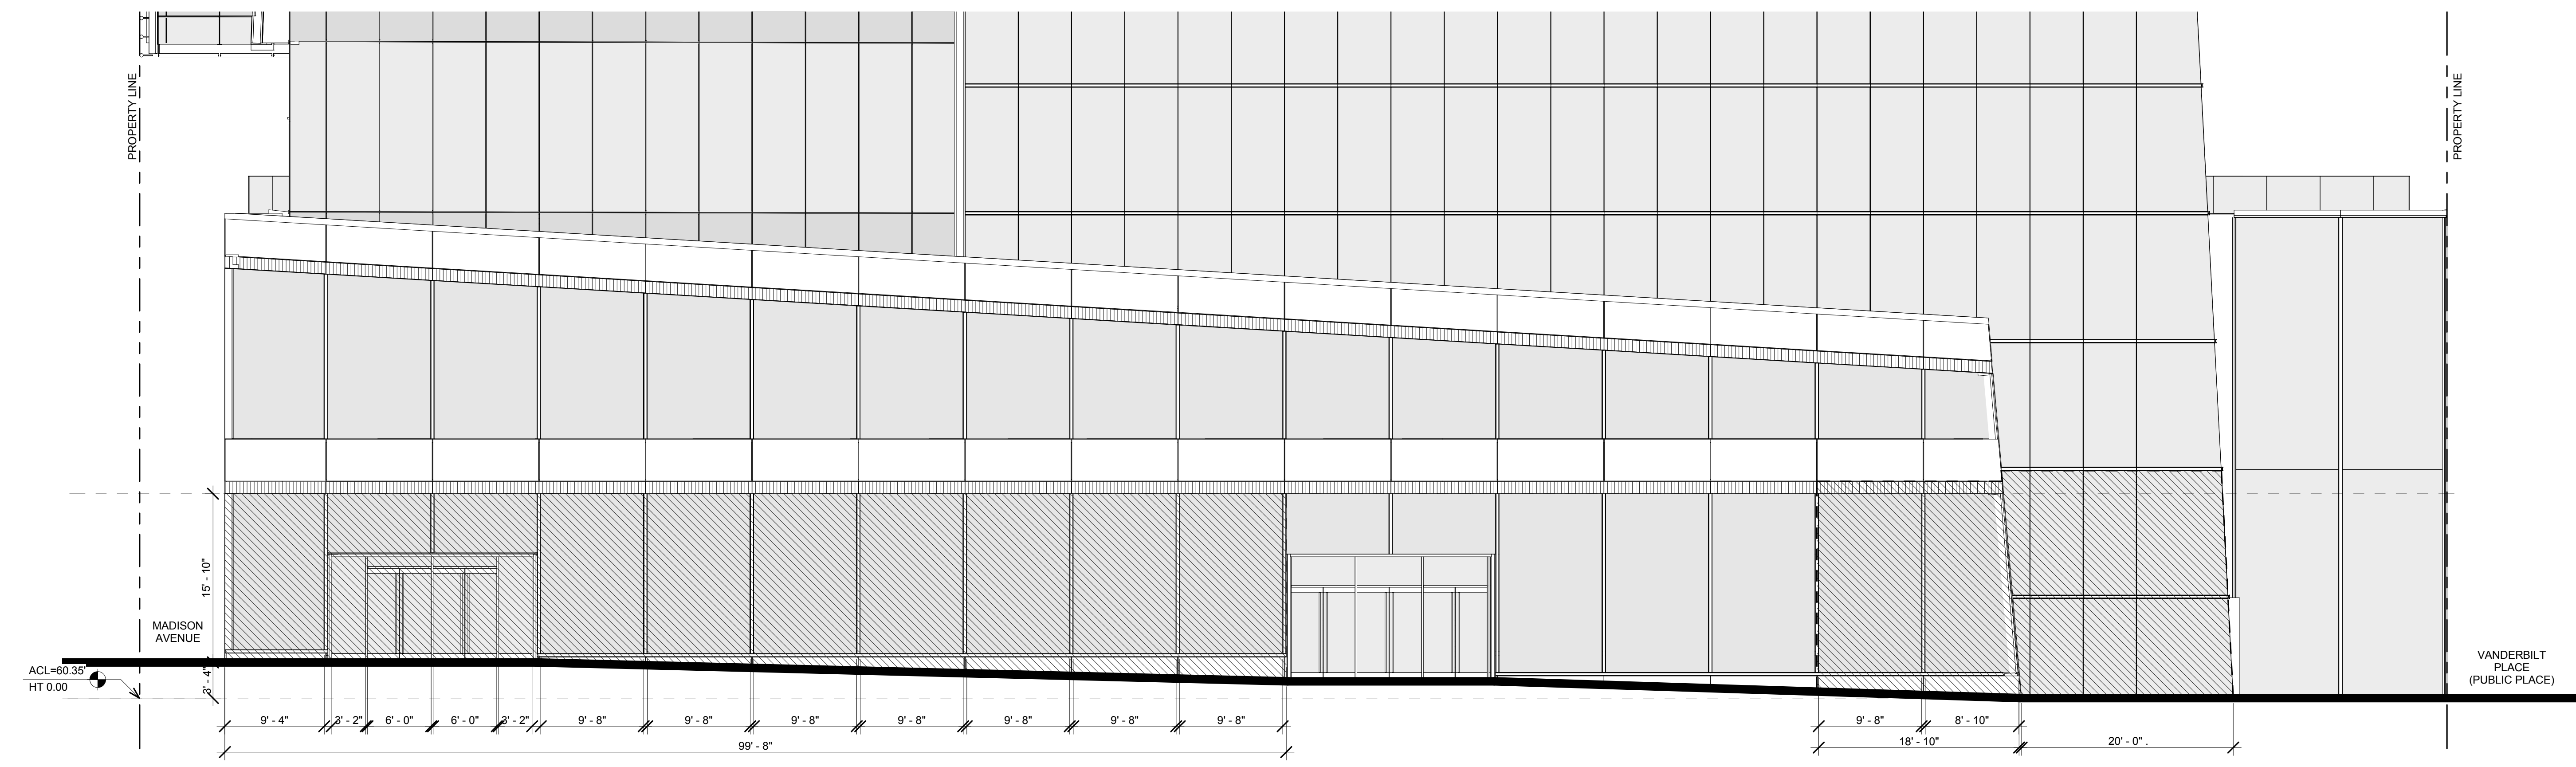 PROPERTY LINE
PROPERTY LINE
15' - 10"
MADISON
AVENUE
ACL=60.35'
HT 0.00
3' - 4"
VANDERBILT
PLACE
(PUBLIC PLACE)
9' - 4"
3' - 2"
6' - 0"
6' - 0"
3' - 2"
9' - 8"
9' - 8"
9' - 8"
9' - 8"
9' - 8"
9' - 8"
9' - 8"
9' - 8"
8' - 10"
99' - 8"
18' - 10"
20' - 0" .